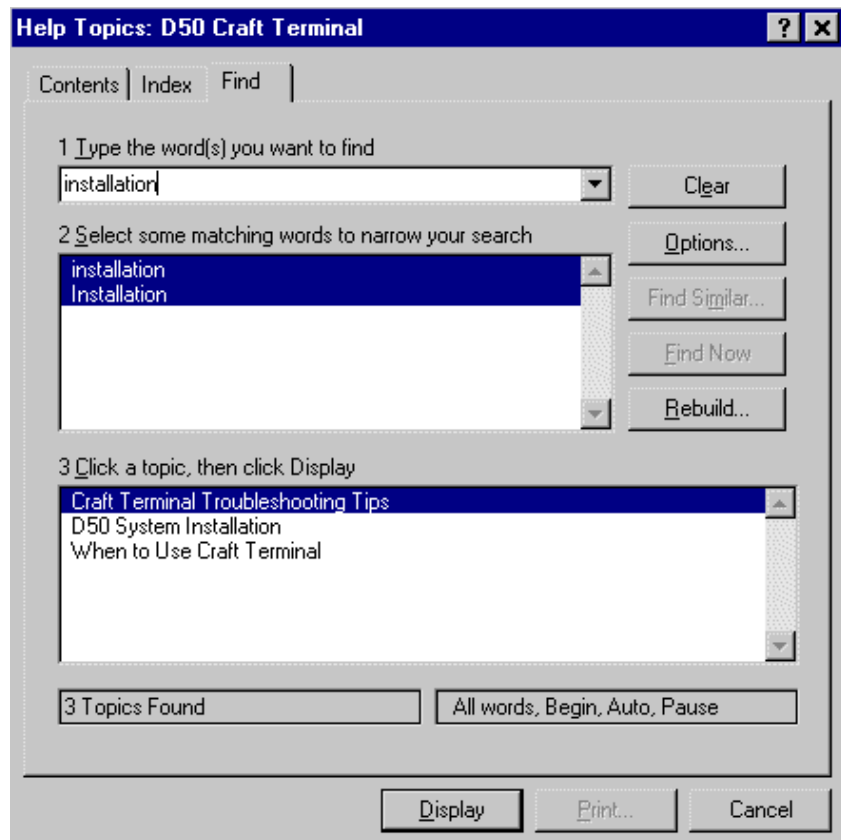 Help Topics: D50 Craft Terminal
Contents Index Find
1 Type the word(s) you want to find
installation
Clear
2 Select some matching words to narrow your search
Options...
installation
Installation
Find Similar...
Find Now
Rebuild...
3 Click a topic, then click Display
Craft Terminal Troubleshooting Tips
D50 System Installation
When to Use Craft Terminal
3 Topics Found
All words, Begin, Auto, Pause
Display Print... Cancel